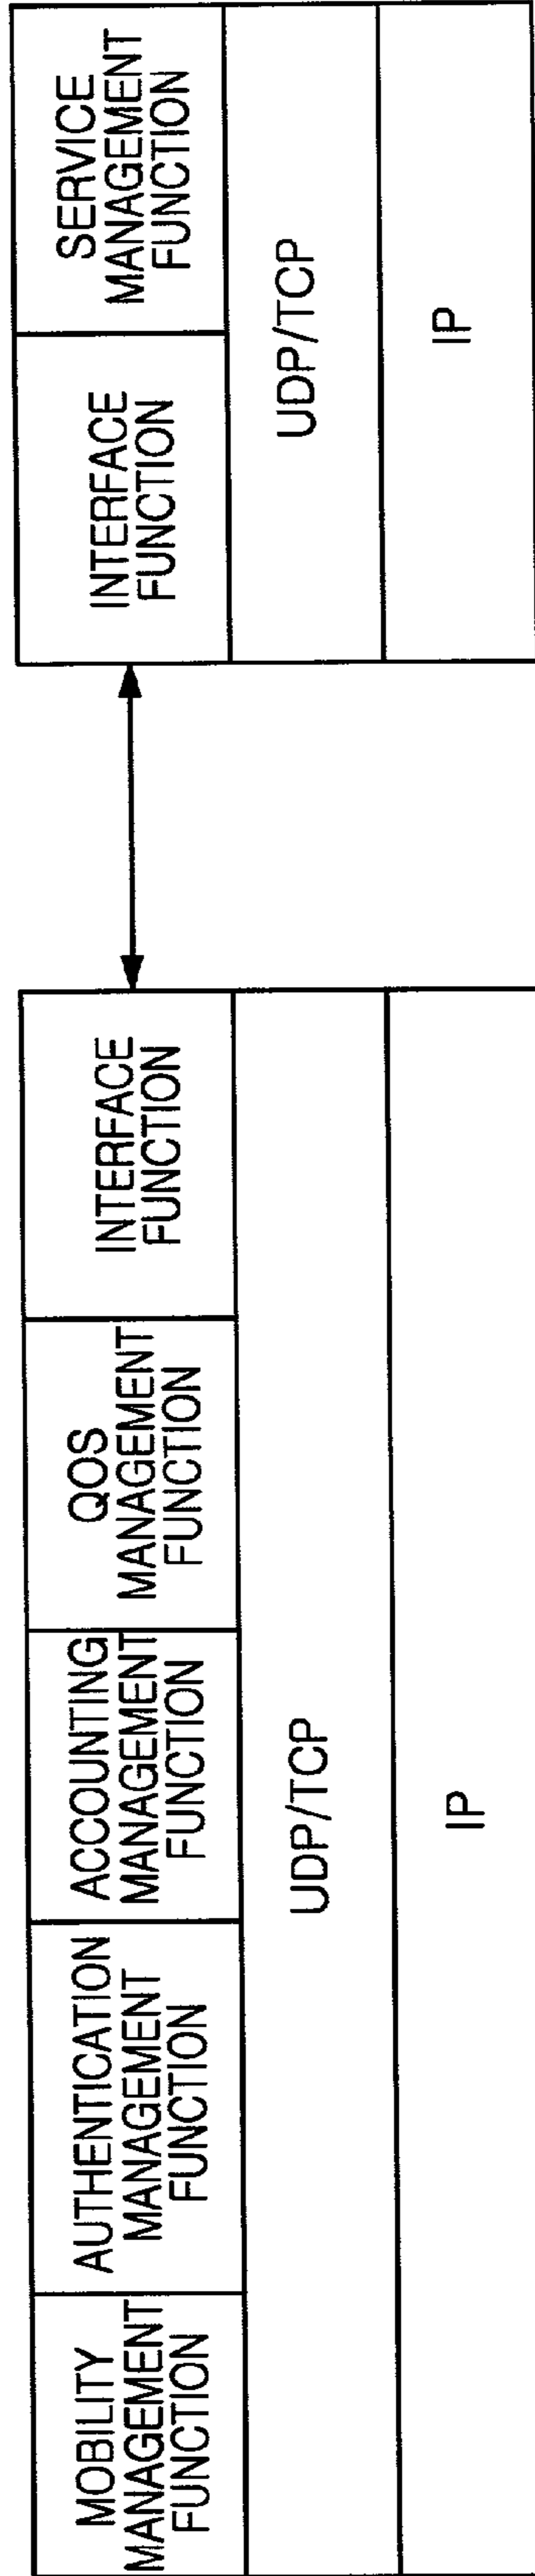 MOBILITY
MANAGEMENT
FUNCTION
AUTHENTICATION
MANAGEMENT
FUNCTION
ACCOUNTING
MANAGEMENT
FUNCTION
QOS
MANAGEMENT
FUNCTION
INTERFACE
FUNCTION
UDP/TCP
IP
INTERFACE
FUNCTION
SERVICE
MANAGEMENT
FUNCTION
UDP/TCP
IP